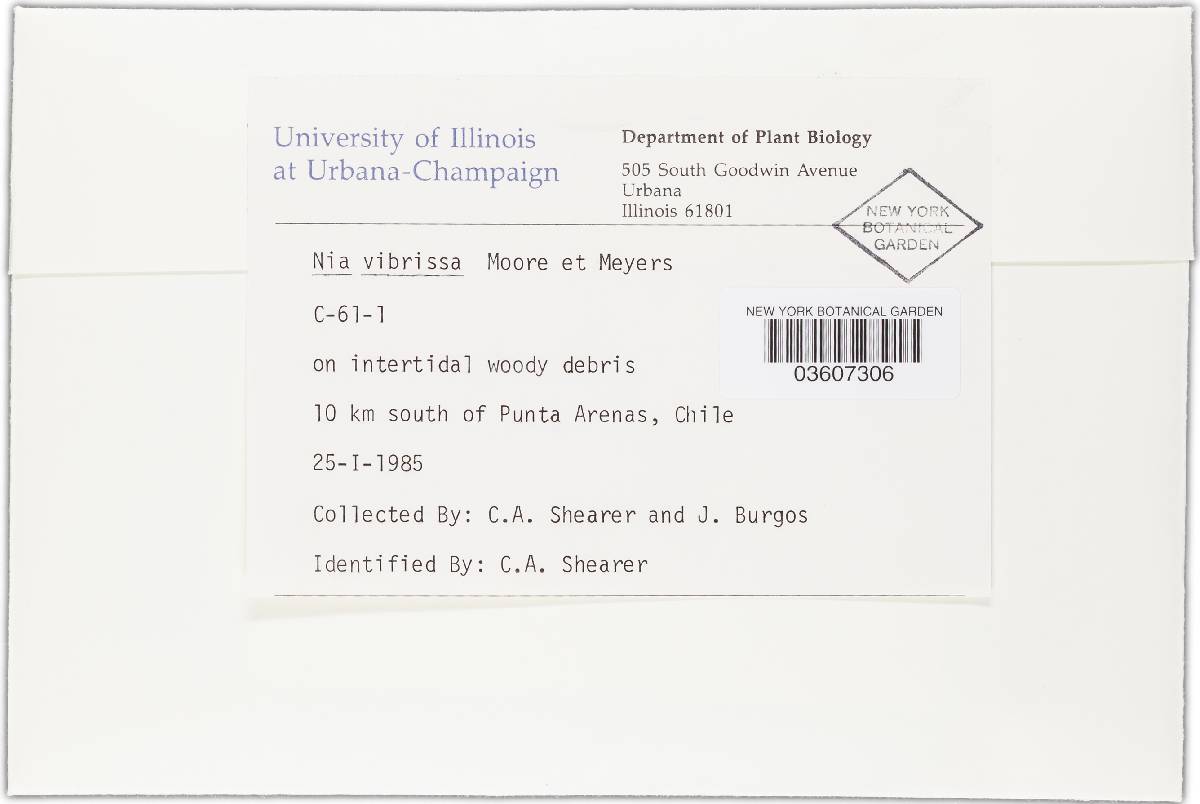 University of Illinois
at Urbana-Champaign
Department of Plant Biology
505 South Goodwin Avenue
Urbana
Illinois 61801
NEW YORK
BOTANICAL
GARDEN
Nia vibrissa Moore et Meyers
C-61-1
on intertidal woody debris
10 km south of Punta Arenas, Chile
25-I-1985
Collected By: C.A. Shearer and J. Burgos
Identified By: C.A. Shearer
NEW YORK BOTANICAL GARDEN
03607306